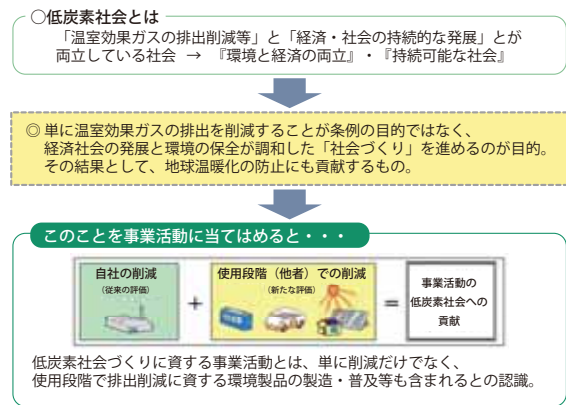 ○低炭素社会とは
「温室効果ガスの排出削減等」と「経済・社会の持続的な発展」とが
両立している社会 → 『環境と経済の両立』・『持続可能な社会』
◎ 単に温室効果ガスの排出を削減することが条例の目的ではなく、
経済社会の発展と環境の保全が調和した「社会づくり」を進めるのが目的。
その結果として、地球温暖化の防止にも貢献するもの。
このことを事業活動に当てはめると・・・
自社の削減
（従来の評価）
+
使用段階（他者）での削減
（新たな評価）
=
事業活動の
低炭素社会への
貢献
低炭素社会づくりに資する事業活動とは、単に削減だけでなく、
使用段階で排出削減に資する環境製品の製造・普及等も含まれるとの認識。